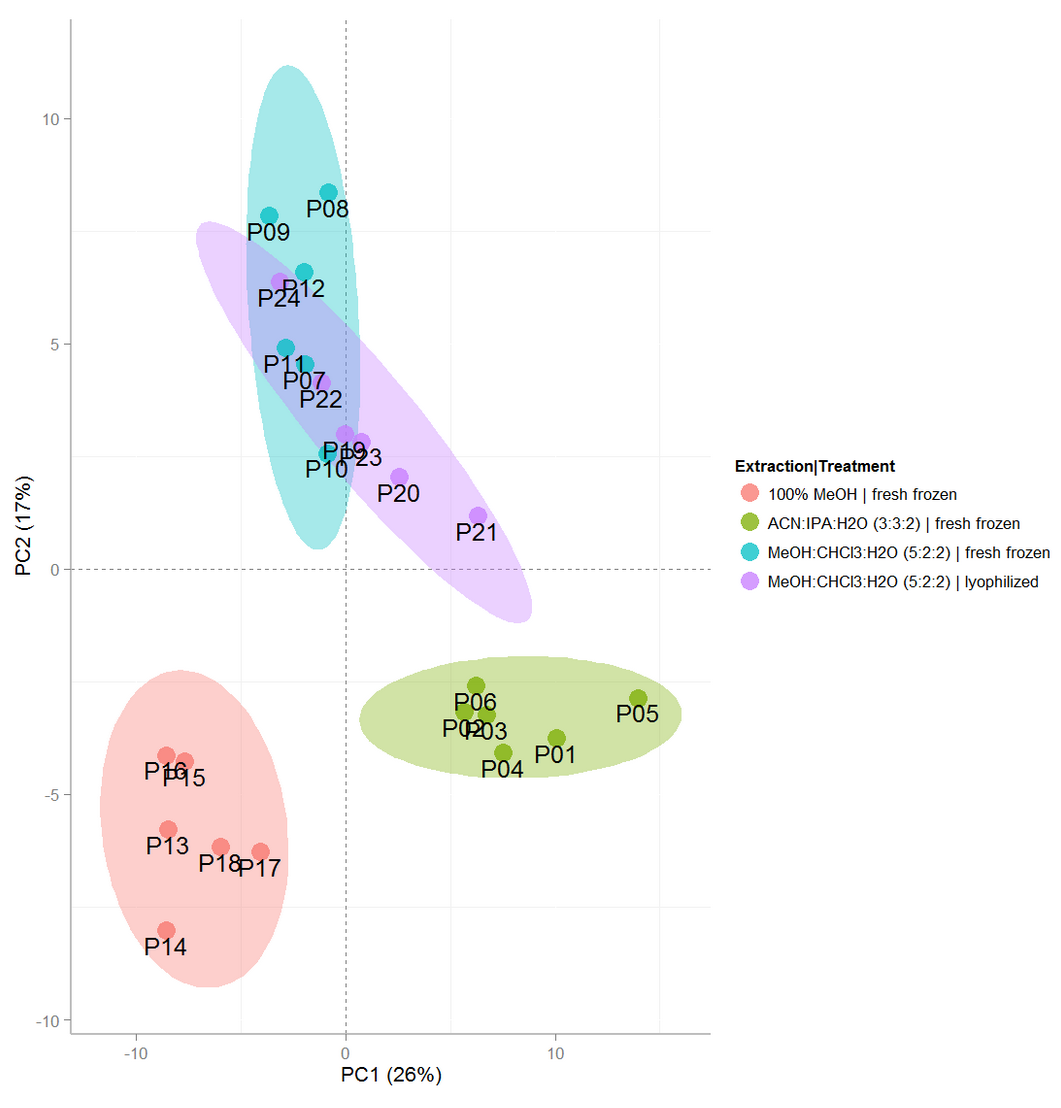 10
5
0
-5
-10
PC2 (17%)
P08
P09
P12
P24
P11
P07
P22
P19
P23
P10
P20
P21
P06
P02
P03
P05
P01
P04
P16
P15
P13
P18
P17
P14
-10
0
10
PC1 (26%)
Extraction|Treatment
100% MeOH | fresh frozen
ACN:IPA:H2O (3:3:2) | fresh frozen
MeOH:CHCl3:H2O (5:2:2) | fresh frozen
MeOH:CHCl3:H2O (5:2:2) | lyophilized